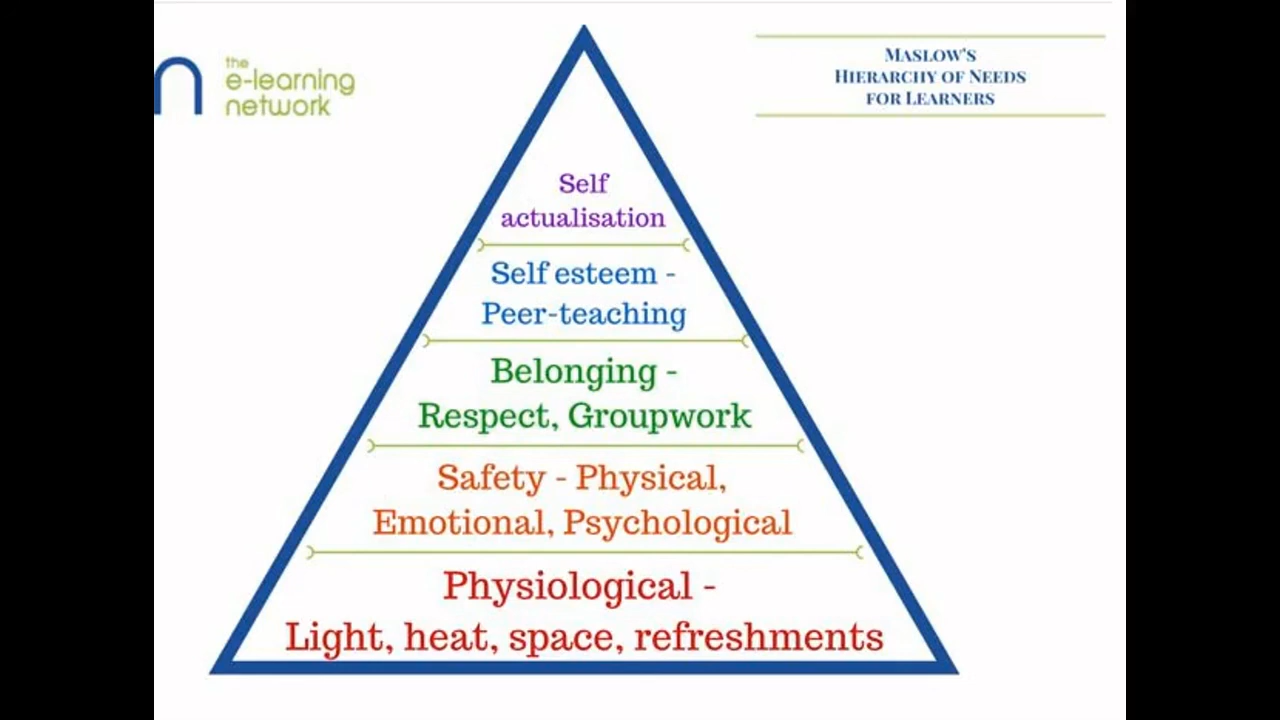 the
e-learning
network
MASLOW'S
HIERARCHY OF NEEDS
FOR LEARNERS
Self
actualisation
Self esteem -
Peer-teaching
Belonging -
Respect, Groupwork
Safety - Physical,
Emotional, Psychological
Physiological -
Light, heat, space, refreshments